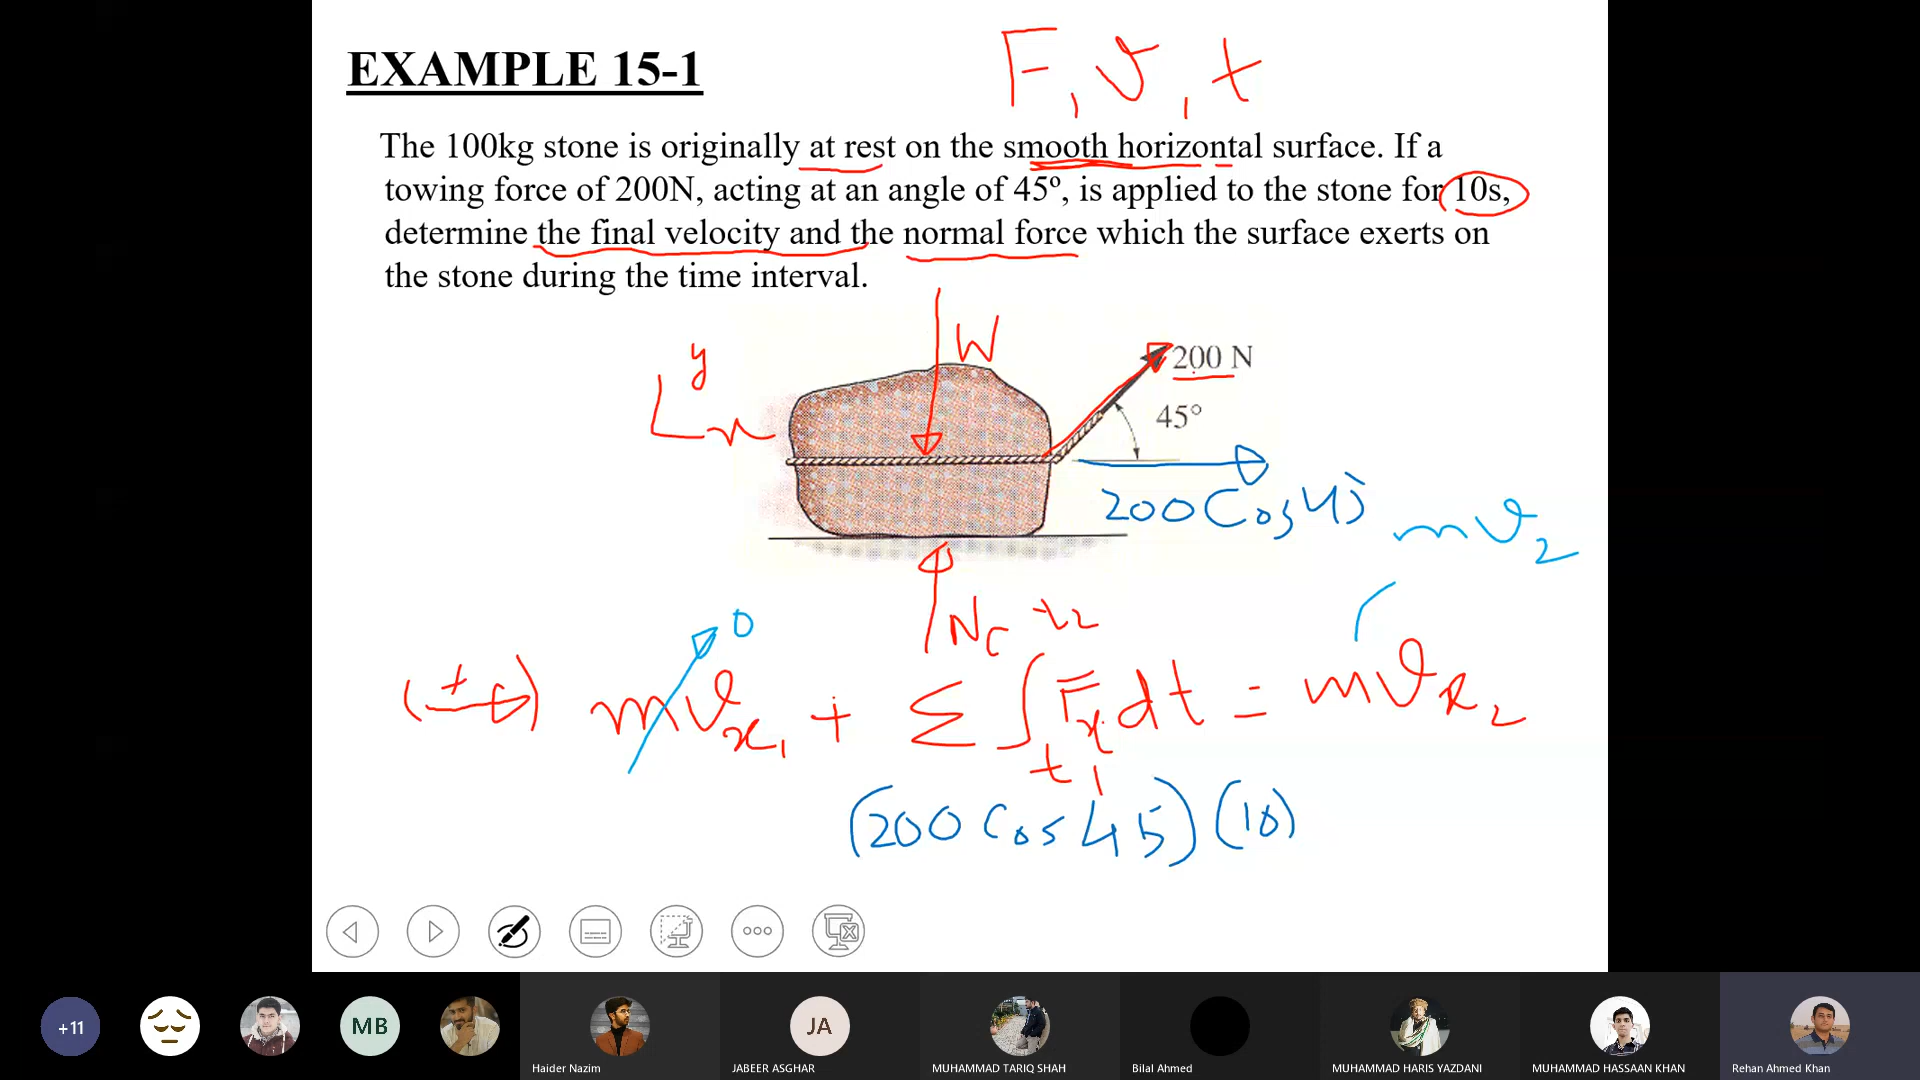 EXAMPLE 15-1
F, v, t
The 100kg stone is originally at rest on the smooth horizontal surface. If a
towing force of 200N, acting at an angle of 45º, is applied to the stone for 10s,
determine the final velocity and the normal force which the surface exerts on
the stone during the time interval.
W
y
x
200 N
45°
200 Cos 45
mv2
Nc
0
t2
(+→) mvx1 + Σ ∫ Fx dt = mvx2
t1
(200 Cos 45) (10)
+11
MB
JA
Haider Nazim
JABEER ASGHAR
MUHAMMAD TARIQ SHAH
Bilal Ahmed
MUHAMMAD HARIS YAZDANI
MUHAMMAD HASSAAN KHAN
Rehan Ahmed Khan